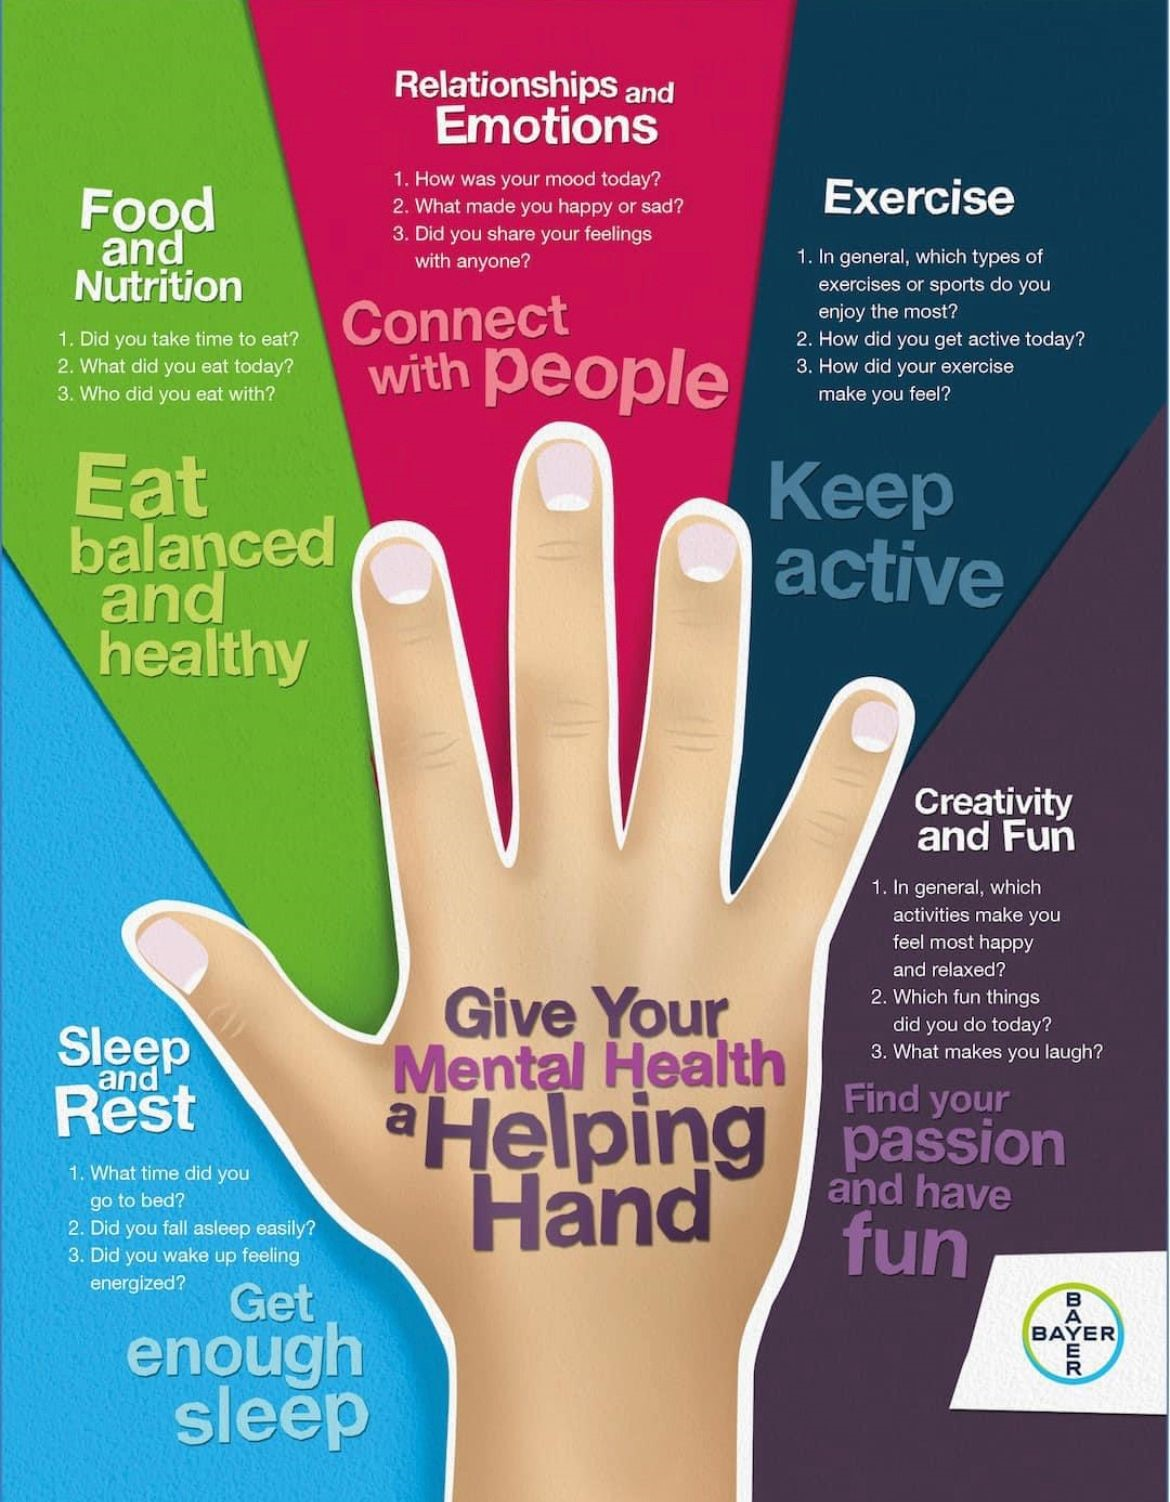 Relationships and
Emotions
1. How was your mood today?
2. What made you happy or sad?
3. Did you share your feelings
with anyone?
Connect
with people
Food
and
Nutrition
1. Did you take time to eat?
2. What did you eat today?
3. Who did you eat with?
Eat
balanced
and
healthy
Exercise
1. In general, which types of
exercises or sports do you
enjoy the most?
2. How did you get active today?
3. How did your exercise
make you feel?
Keep
active
Creativity
and Fun
1. In general, which
activities make you
feel most happy
and relaxed?
2. Which fun things
did you do today?
3. What makes you laugh?
Find your
passion
and have
fun
Sleep
and
Rest
1. What time did you
go to bed?
2. Did you fall asleep easily?
3. Did you wake up feeling
energized?
Get
enough
sleep
Give Your
Mental Health
a Helping
Hand
BAYER
BAYER